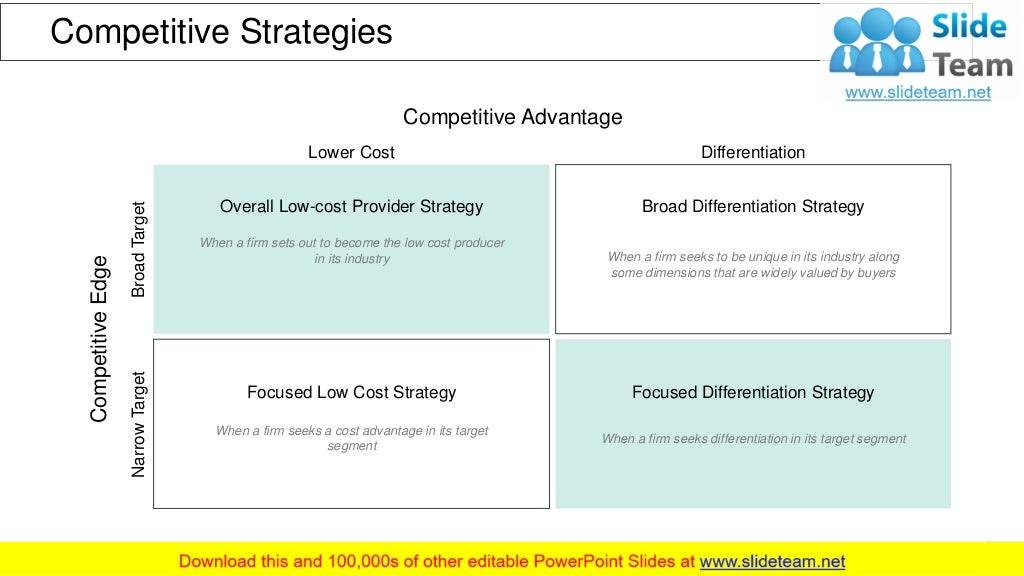 Competitive Strategies
Slide
Team
www.slideteam.net
Competitive Advantage
Lower Cost
Differentiation
Competitive Edge
Broad Target
Overall Low-cost Provider Strategy
When a firm sets out to become the low cost producer
in its industry
Broad Differentiation Strategy
When a firm seeks to be unique in its industry along
some dimensions that are widely valued by buyers
Narrow Target
Focused Low Cost Strategy
When a firm seeks a cost advantage in its target
segment
Focused Differentiation Strategy
When a firm seeks differentiation in its target segment
Download this and 100,000s of other editable PowerPoint Slides at www.slideteam.net